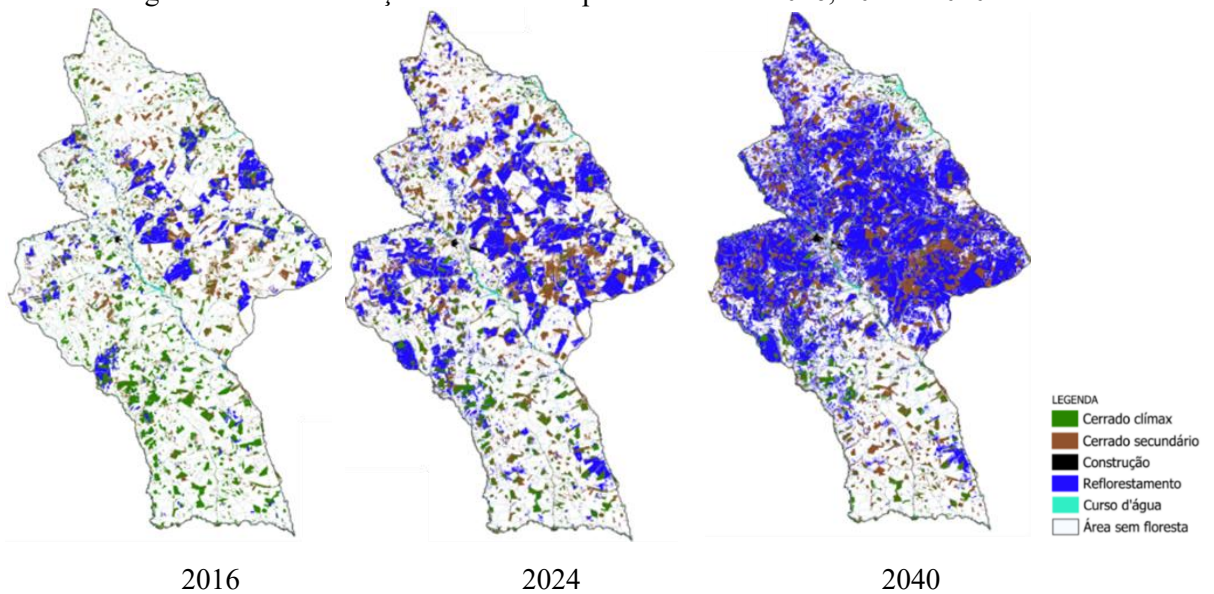 2016
2024
2040
LEGENDA
Cerrado clímax
Cerrado secundário
Construção
Reflorestamento
Curso d'água
Área sem floresta